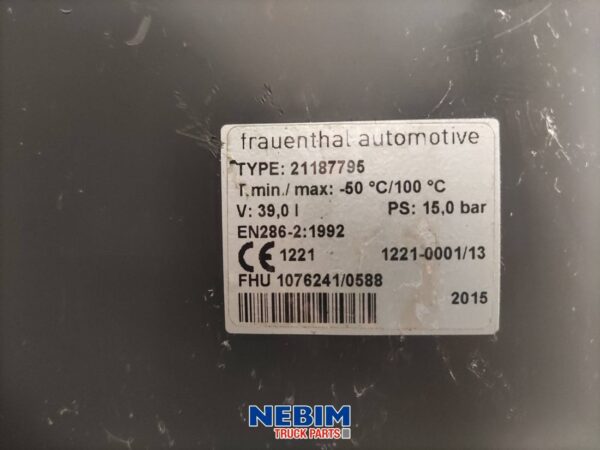 frauenthal automotive
TYPE: 21187795
T.min./ max: -50 °C/100 °C
V: 39,0 l PS: 15,0 bar
EN286-2:1992
CE 1221 1221-0001/13
FHU 1076241/0588
2015
NEBIM
TRUCK PARTS